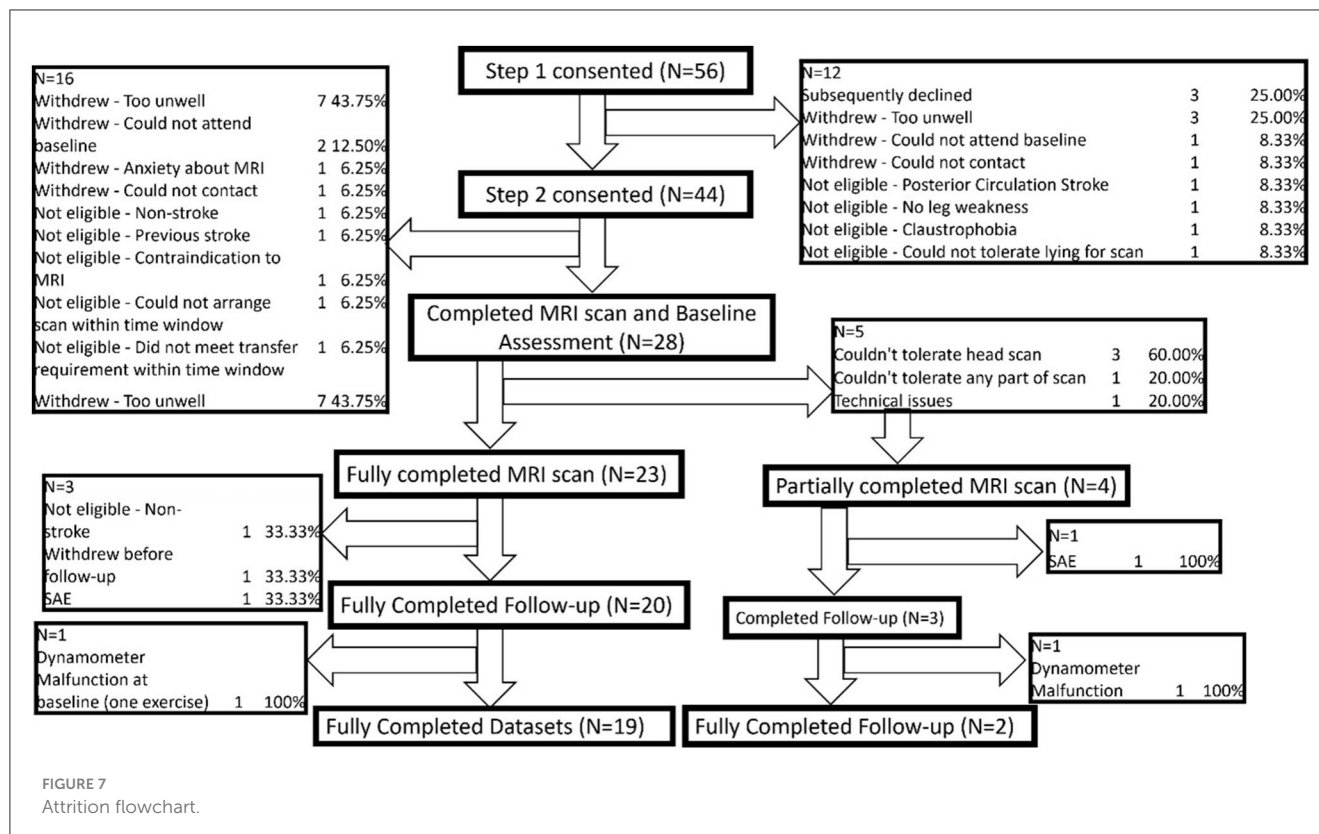 Step 1 consented (N=56)
N=12
Subsequently declined 3 25.00%
Withdrew - Too unwell 3 25.00%
Withdrew - Could not attend baseline 1 8.33%
Withdrew - Could not contact 1 8.33%
Not eligible - Posterior Circulation Stroke 1 8.33%
Not eligible - No leg weakness 1 8.33%
Not eligible - Claustrophobia 1 8.33%
Not eligible - Could not tolerate lying for scan 1 8.33%
Step 2 consented (N=44)
N=16
Withdrew - Too unwell 7 43.75%
Withdrew - Could not attend
baseline 2 12.50%
Withdrew - Anxiety about MRI 1 6.25%
Withdrew - Could not contact 1 6.25%
Not eligible - Non-stroke 1 6.25%
Not eligible - Previous stroke 1 6.25%
Not eligible - Contraindication to
MRI 1 6.25%
Not eligible - Could not arrange 1 6.25%
scan within time window
Not eligible - Did not meet transfer 1 6.25%
requirement within time window
Withdrew - Too unwell 7 43.75%
Completed MRI scan and Baseline
Assessment (N=28)
N=5
Couldn't tolerate head scan 3 60.00%
Couldn't tolerate any part of scan 1 20.00%
Technical issues 1 20.00%
Fully completed MRI scan (N=23)
Partially completed MRI scan (N=4)
N=3
Not eligible - Non-
stroke 1 33.33%
Withdrew before
follow-up 1 33.33%
SAE 1 33.33%
N=1
SAE 1 100%
Fully Completed Follow-up (N=20)
Completed Follow-up (N=3)
N=1
Dynamometer
Malfunction at
baseline (one exercise) 1 100%
N=1
Dynamometer
Malfunction 1 100%
Fully Completed Datasets (N=19)
Fully Completed Follow-up (N=2)
FIGURE 7
Attrition flowchart.